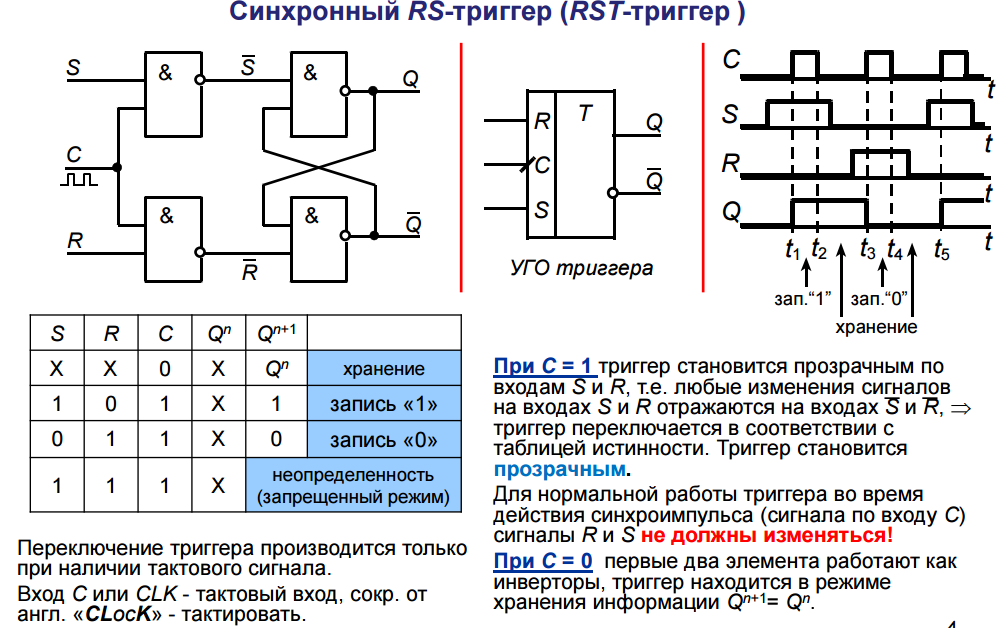 Синхронный RS-триггер (RST-триггер )
S
&
S̅
&
Q
C
R
&
R̅
&
Q̅
R
T
C
S
Q
Q̅
УГО триггера
C
t
S
t
R
t
Q
t
t1 t2 t3 t4 t5
зап.“1” зап.“0”
хранение
S R C Qⁿ Qⁿ⁺¹
X X 0 X Qⁿ хранение
1 0 1 X 1 запись «1»
0 1 1 X 0 запись «0»
1 1 1 X неопределенность
(запрещенный режим)
Переключение триггера производится только
при наличии тактового сигнала.
Вход C или CLK - тактовый вход, сокр. от
англ. «CLocK» - тактировать.
При C = 1 триггер становится прозрачным по
входам S и R, т.е. любые изменения сигналов
на входах S и R отражаются на входах S̅ и R̅, ⇒
триггер переключается в соответствии с
таблицей истинности. Триггер становится
прозрачным.
Для нормальной работы триггера во время
действия синхроимпульса (сигнала по входу C)
сигналы R и S не должны изменяться!
При C = 0 первые два элемента работают как
инверторы, триггер находится в режиме
хранения информации Qⁿ⁺¹= Qⁿ.